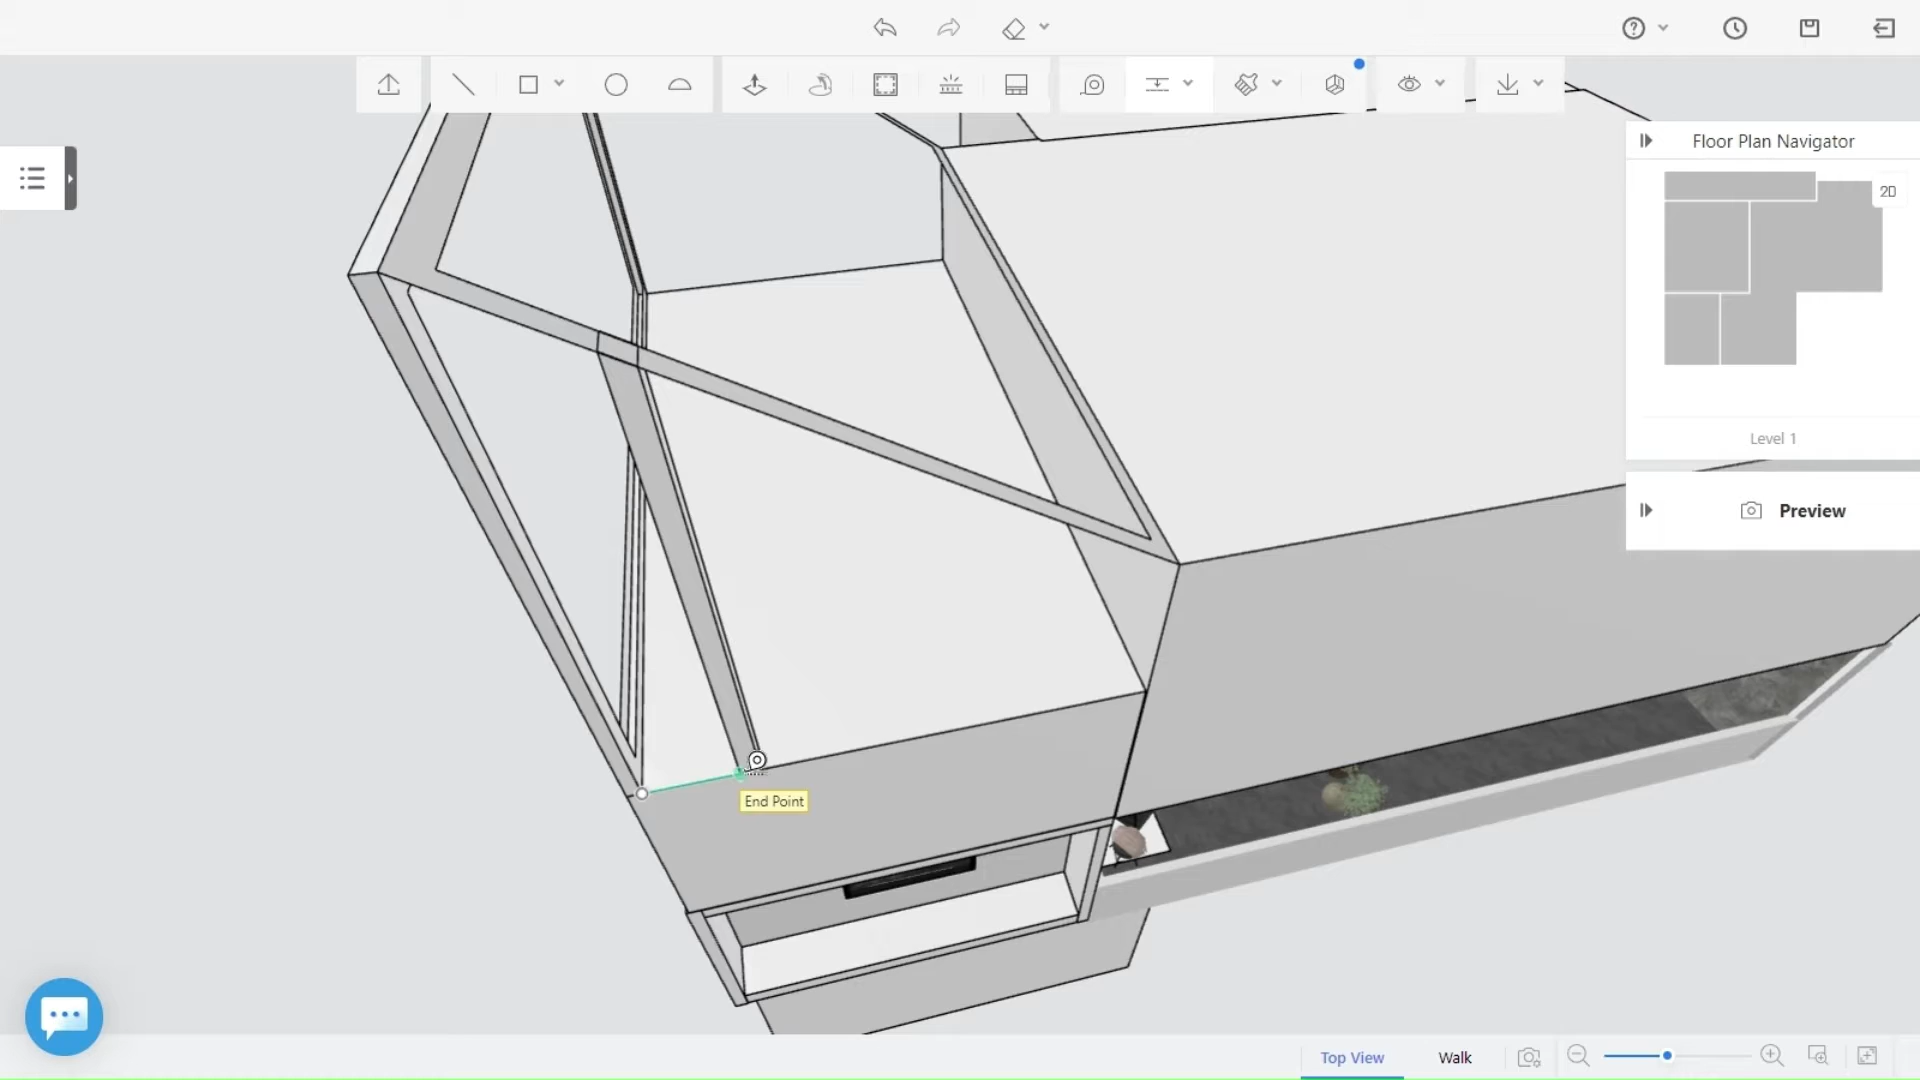 Floor Plan Navigator
2D
Level 1
Preview
End Point
Top View
Walk